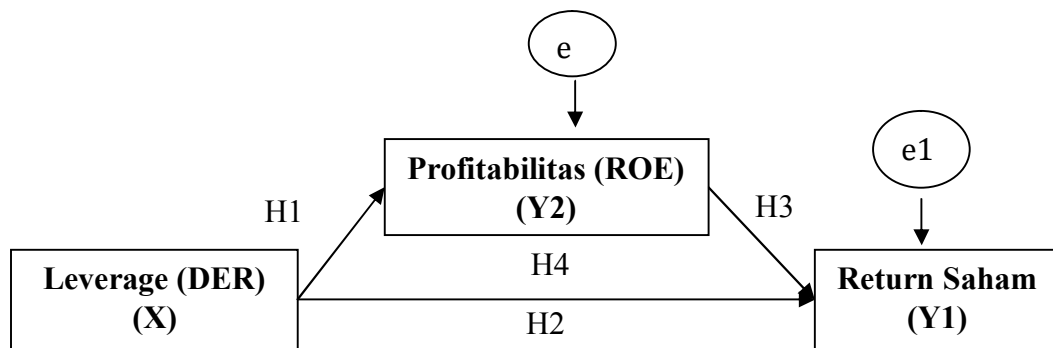 e
e1
Profitabilitas (ROE)
(Y2)
H1
H3
H4
Leverage (DER)
(X)
Return Saham
(Y1)
H2